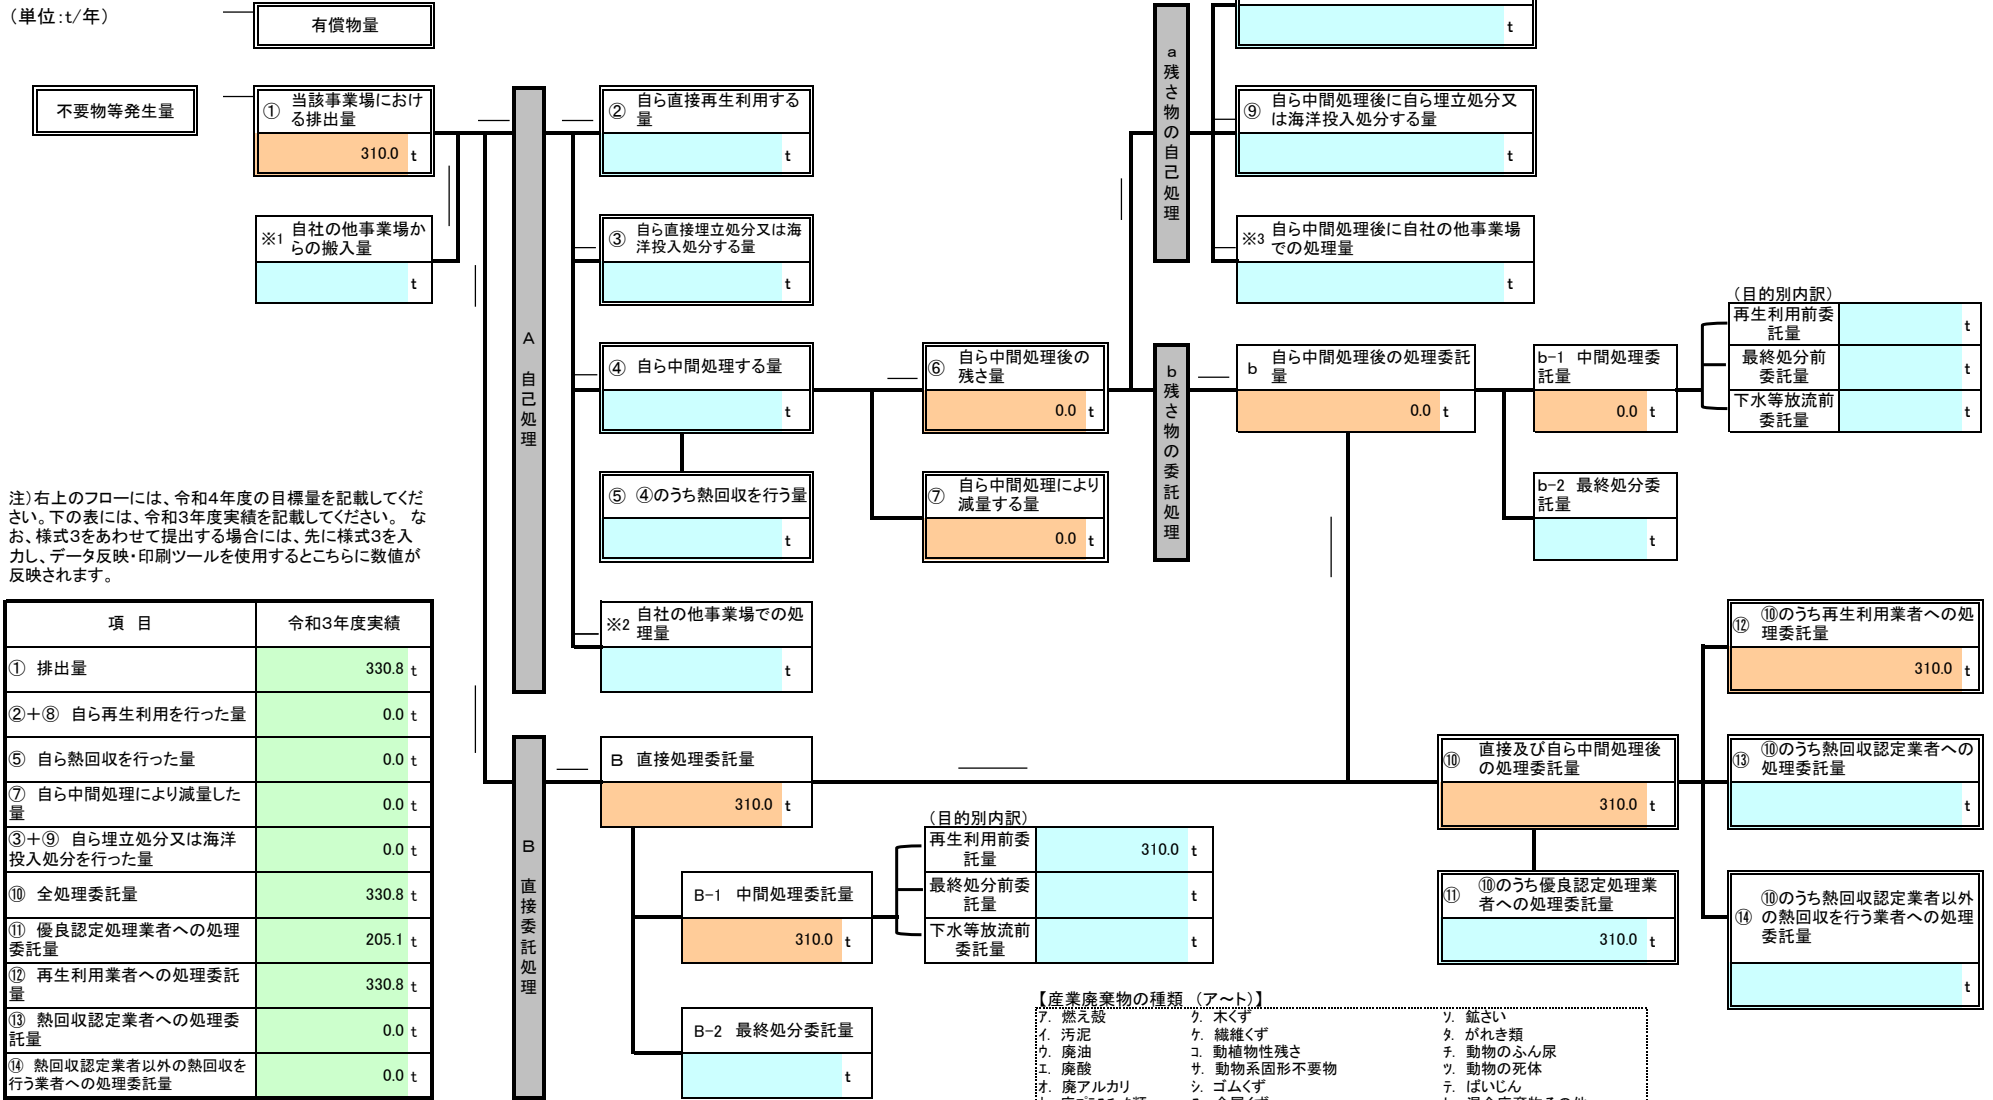 (単位:t/年)
有償物量
t
不要物等発生量
① 当該事業場におけ
る排出量
310.0 t
※1 自社の他事業場か
らの搬入量
t
A 自己処理
② 自ら直接再生利用する
量
t
③ 自ら直接埋立処分又は海
洋投入処分する量
t
④ 自ら中間処理する量
t
⑤ ④のうち熱回収を行う量
t
※2 自社の他事業場での処
理量
t
⑥ 自ら中間処理後の
残さ量
0.0 t
⑦ 自ら中間処理により
減量する量
0.0 t
a 残さ物の自己処理
⑨ 自ら中間処理後に自ら埋立処分又
は海洋投入処分する量
t
※3 自ら中間処理後に自社の他事業場
での処理量
t
b 残さ物の委託処理
b 自ら中間処理後の処理委託
量
0.0 t
b-1 中間処理委
託量
0.0 t
b-2 最終処分委
託量
t
(目的別内訳)
再生利用前委
託量
t
最終処分前
委託量
t
下水等放流前
委託量
t
注)右上のフローには、令和4年度の目標量を記載してくだ
さい。下の表には、令和3年度実績を記載してください。 な
お、様式3をあわせて提出する場合には、先に様式3を入
力し、データ反映・印刷ツールを使用するとこちらに数値が
反映されます。
項 目 令和3年度実績
① 排出量 330.8 t
②+⑧ 自ら再生利用を行った量 0.0 t
⑤ 自ら熱回収を行った量 0.0 t
⑦ 自ら中間処理により減量した
量 0.0 t
③+⑨ 自ら埋立処分又は海洋
投入処分を行った量 0.0 t
⑩ 全処理委託量 330.8 t
⑪ 優良認定処理業者への処理
委託量 205.1 t
⑫ 再生利用業者への処理委託
量 330.8 t
⑬ 熱回収認定業者への処理委
託量 0.0 t
⑭ 熱回収認定業者以外の熱回収を
行う業者への処理委託量 0.0 t
B 直接委託処理
B 直接処理委託量
310.0 t
B-1 中間処理委託量
310.0 t
B-2 最終処分委託量
t
(目的別内訳)
再生利用前委
託量
310.0 t
最終処分前委
託量
t
下水等放流前
委託量
t
⑩ 直接及び自ら中間処理後
の処理委託量
310.0 t
⑪ ⑩のうち優良認定処理業
者への処理委託量
310.0 t
⑫ ⑩のうち再生利用業者への処
理委託量
310.0 t
⑬ ⑩のうち熱回収認定業者への
処理委託量
t
⑭ ⑩のうち熱回収認定業者以外
の熱回収を行う業者への処理
委託量
t
【産業廃棄物の種類 (ア~ト)】
ア. 燃え殻 ク. 木くず ソ. 鉱さい
イ. 汚泥 ケ. 繊維くず タ. がれき類
ウ. 廃油 コ. 動植物性残さ チ. 動物のふん尿
エ. 廃酸 サ. 動物系固形不要物 ツ. 動物の死体
オ. 廃アルカリ シ. ゴムくず テ. ばいじん